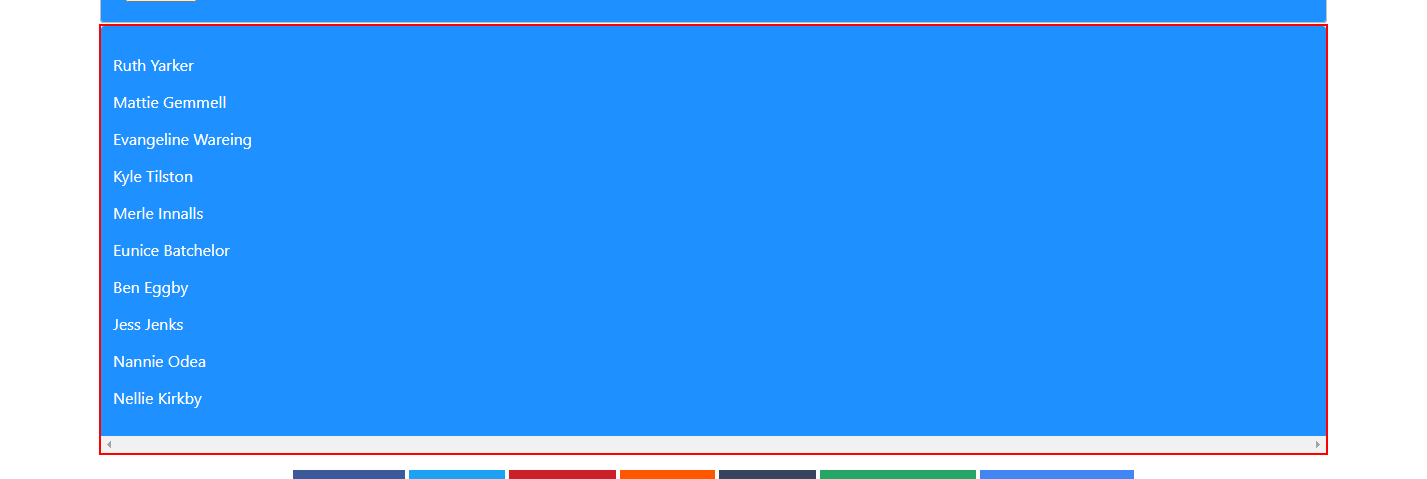 Ruth Yarker
Mattie Gemmell
Evangeline Wareing
Kyle Tilston
Merle Innalls
Eunice Batchelor
Ben Eggby
Jess Jenks
Nannie Odea
Nellie Kirkby